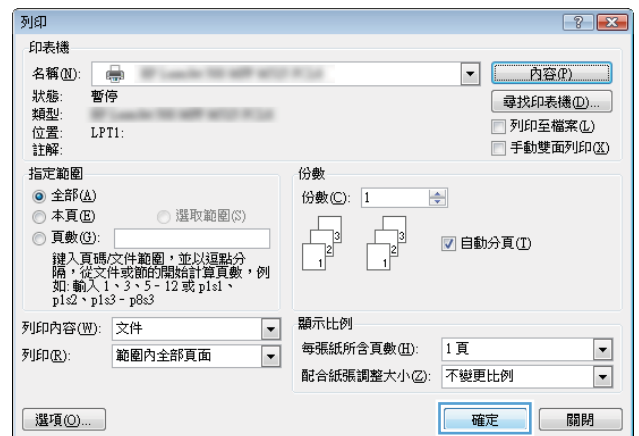 列印
印表機
名稱(N):
內容(P)
狀態: 暫停
尋找印表機(D)...
類型:
位置: LPT1:
列印至檔案(L)
註解:
手動雙面列印(X)
指定範圍
全部(A)
本頁(E)
選取範圍(S)
頁數(G):
鍵入頁碼/文件範圍,並以逗點分
隔,從文件或節的開始計算頁數,例
如: 輸入 1、3、5 - 12 或 p1s1、
p1s2、p1s3 - p8s3
份數
份數(C): 1
1 2 3
1 2 3
自動分頁(T)
列印內容(W): 文件
列印(R): 範圍內全部頁面
顯示比例
每張紙所含頁數(H): 1 頁
配合紙張調整大小(Z): 不變更比例
選項(O)...
確定
關閉